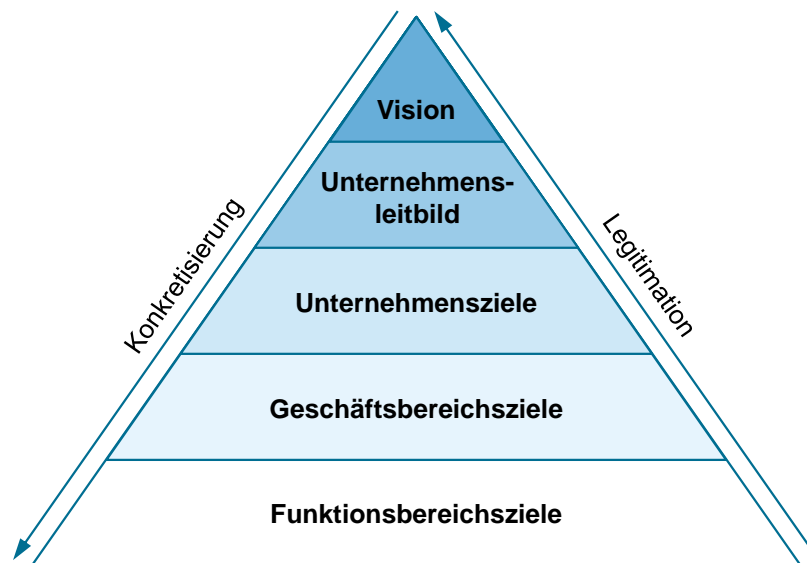 Vision
Unternehmens-
leitbild
Konkretisierung
Legitimation
Unternehmensziele
Geschäftsbereichsziele
Funktionsbereichsziele